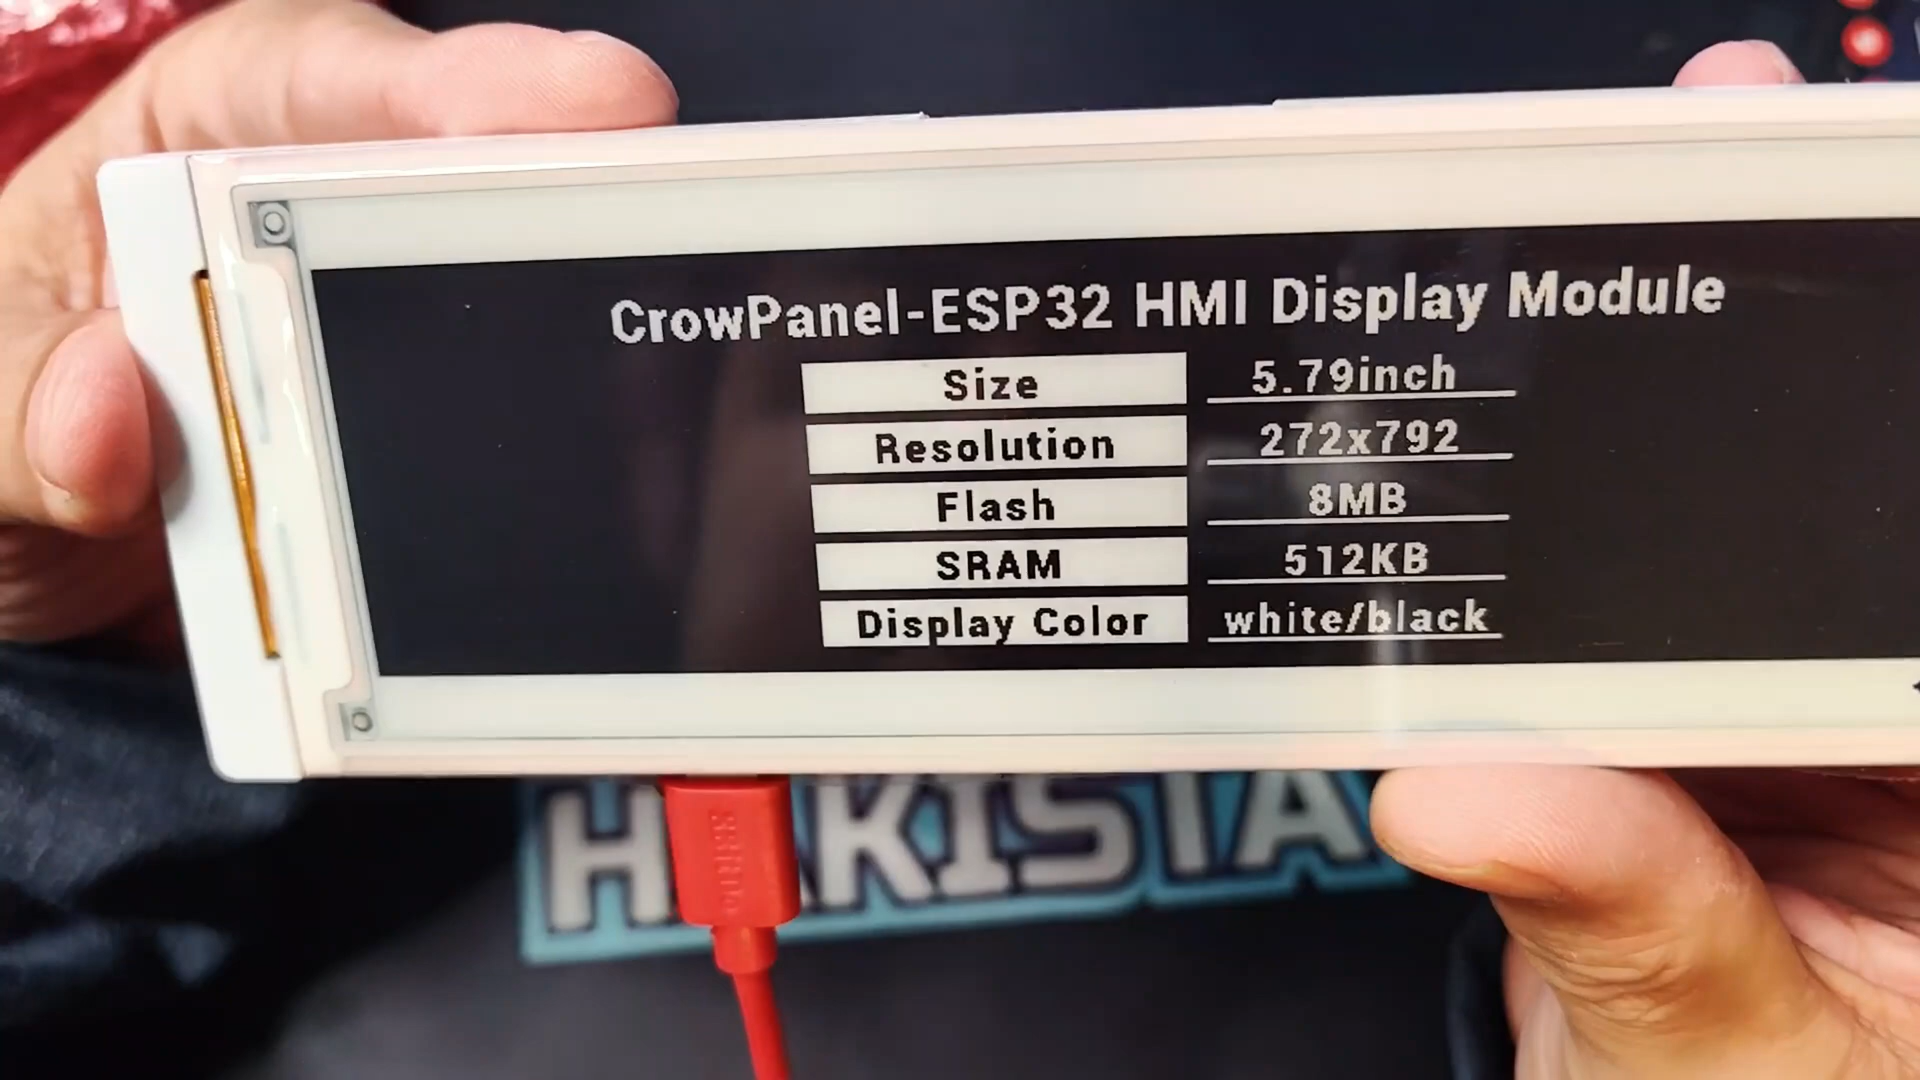 CrowPanel-ESP32 HMI Display Module
Size 5.79inch
Resolution 272x792
Flash 8MB
SRAM 512KB
Display Color white/black